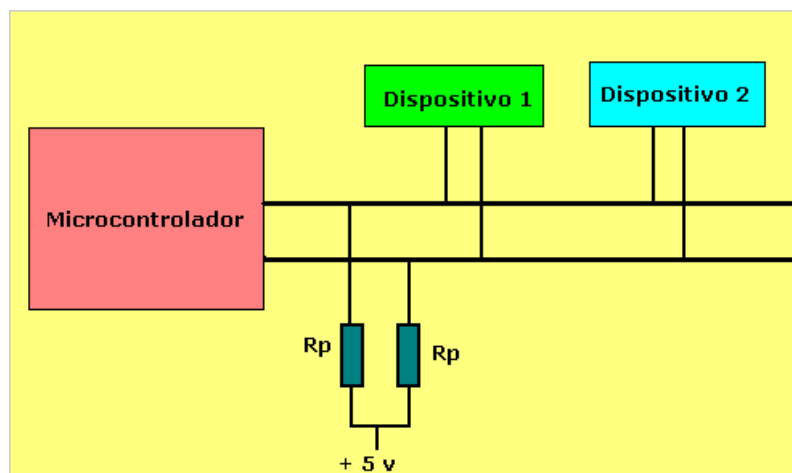 Dispositivo 1
Dispositivo 2
Microcontrolador
Rp
Rp
+ 5 v